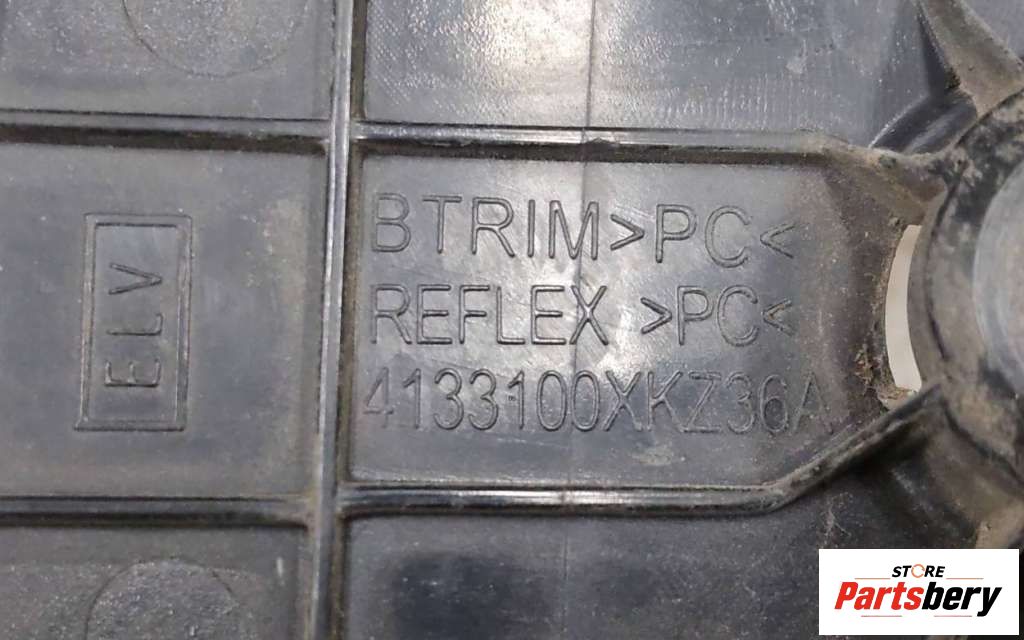 BTRIM>PC<
REFLEX >PC<
4133100XKZ36A
ELV
STORE
Partsbery